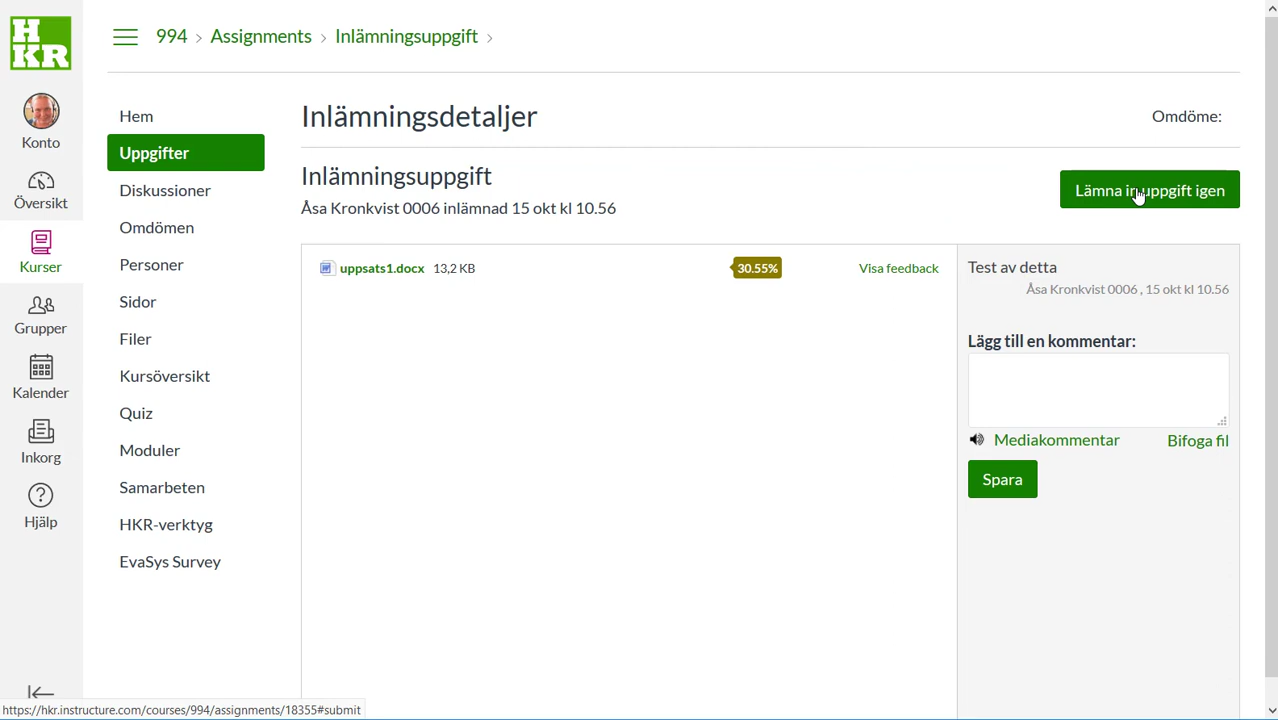 HKR
994 > Assignments > Inlämningsuppgift >
Konto
Översikt
Kurser
Grupper
Kalender
Inkorg
Hjälp
Hem
Uppgifter
Diskussioner
Omdömen
Personer
Sidor
Filer
Kursöversikt
Quiz
Moduler
Samarbeten
HKR-verktyg
EvaSys Survey
Inlämningsdetaljer
Omdöme:
Inlämningsuppgift
Åsa Kronkvist 0006 inlämnad 15 okt kl 10.56
Lämna in uppgift igen
uppsats1.docx 13,2 KB 30.55% Visa feedback
Test av detta
Åsa Kronkvist 0006 , 15 okt kl 10.56
Lägg till en kommentar:
Mediakommentar Bifoga fil
Spara
https://hkr.instructure.com/courses/994/assignments/18355#submit